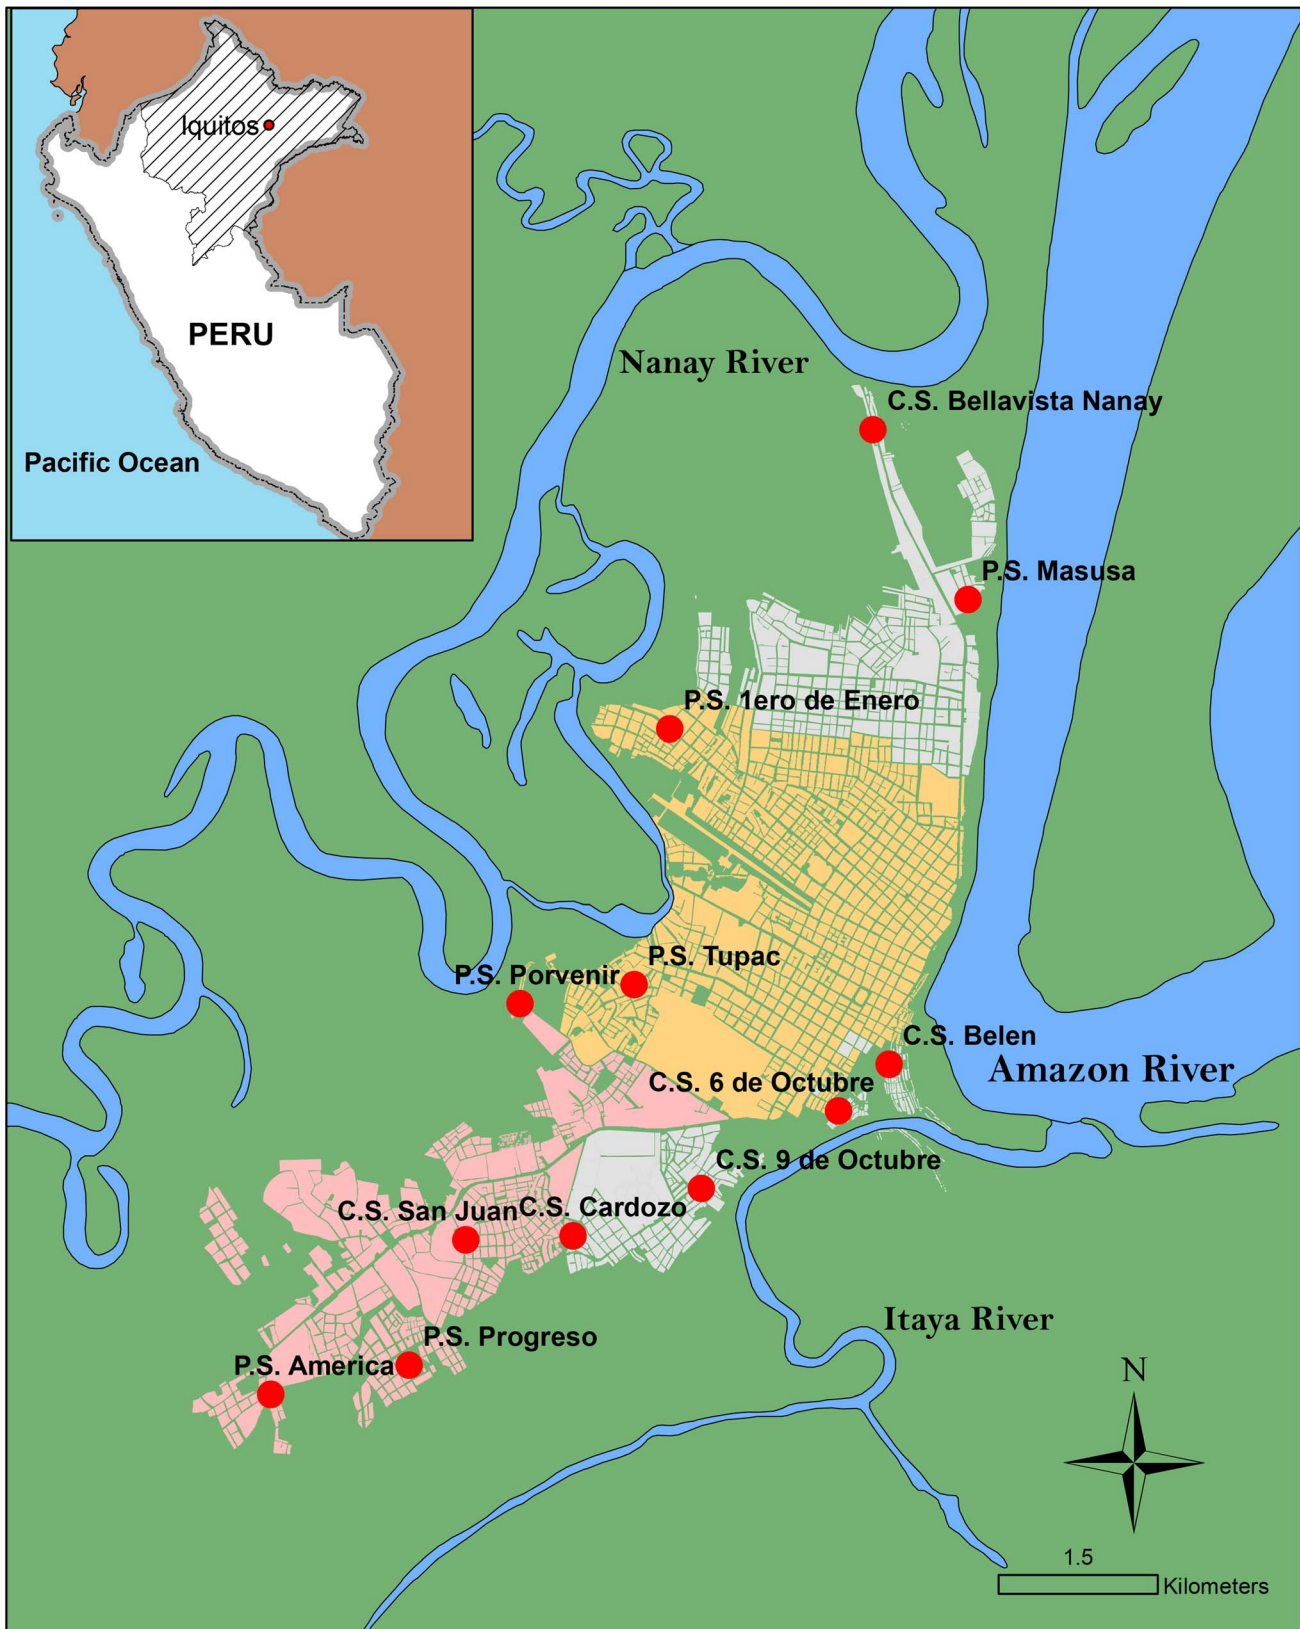 Iquitos
PERU
Pacific Ocean
Nanay River
C.S. Bellavista Nanay
P.S. Masusa
P.S. 1ero de Enero
P.S. Tupac
P.S. Porvenir
C.S. Belen
Amazon River
C.S. 6 de Octubre
C.S. 9 de Octubre
C.S. San Juan
C.S. Cardozo
Itaya River
P.S. Progreso
P.S. America
N
1.5
Kilometers